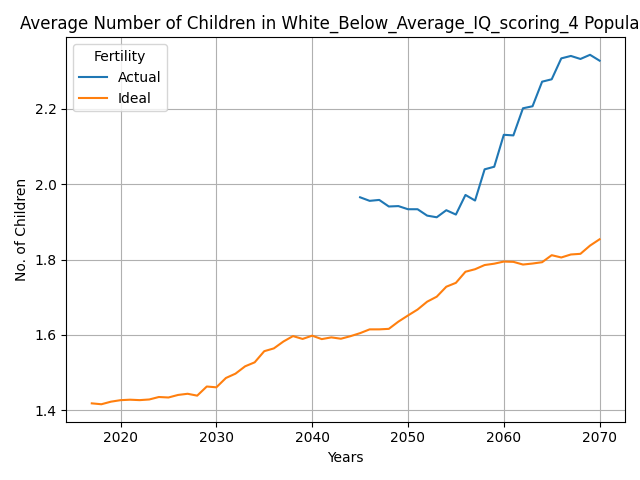 Average Number of Children in White_Below_Average_IQ_scoring_4 Popula
Fertility
Actual
Ideal
2.2
2.0
1.8
1.6
1.4
No. of Children
2020 2030 2040 2050 2060 2070
Years